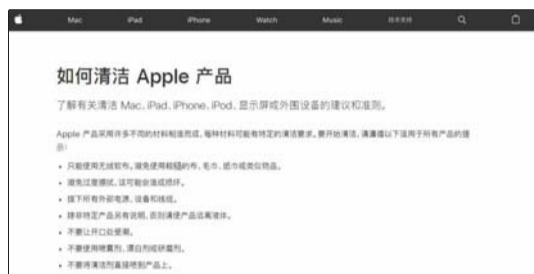 Mac iPad iPhone Watch Music 技术支持
如何清洁 Apple 产品
了解有关清洁 Mac、iPad、iPhone、iPod、显示屏或外围设备的建议和准则。
Apple 产品采用许多不同的材料制造而成，每种材料可能有特定的清洁要求。要开始清洁，请遵循以下适用于所有产品的提
示：
• 只能使用无绒软布。避免使用粗糙的布、毛巾、纸巾或类似物品。
• 避免过度擦拭，这可能会造成损坏。
• 拔下所有外部电源、设备和线缆。
• 除非特定产品另有说明，否则请使产品远离液体。
• 不要让开口处受潮。
• 不要使用喷雾剂、漂白剂或研磨剂。
• 不要将清洁剂直接喷到产品上。